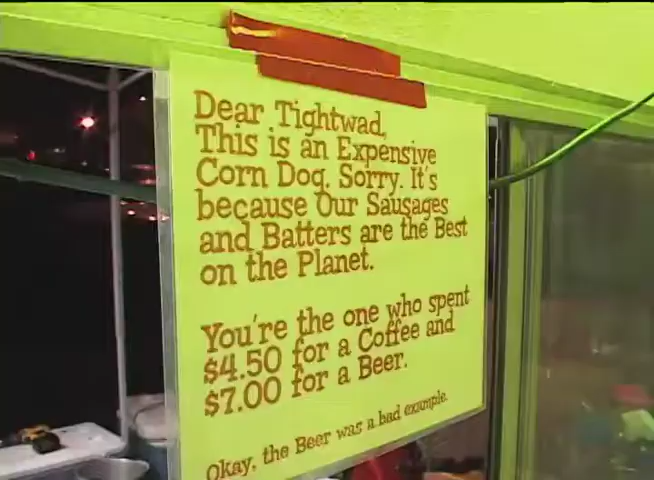 Dear Tightwad,
This is an Expensive
Corn Dog. Sorry. It's
because Our Sausages
and Batters are the Best
on the Planet.
You're the one who spent
$4.50 for a Coffee and
$7.00 for a Beer.
Okay, the Beer was a bad example.